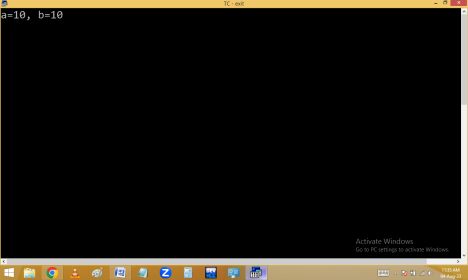 TC - exit
a=10, b=10
Activate Windows
Go to PC settings to activate Windows.